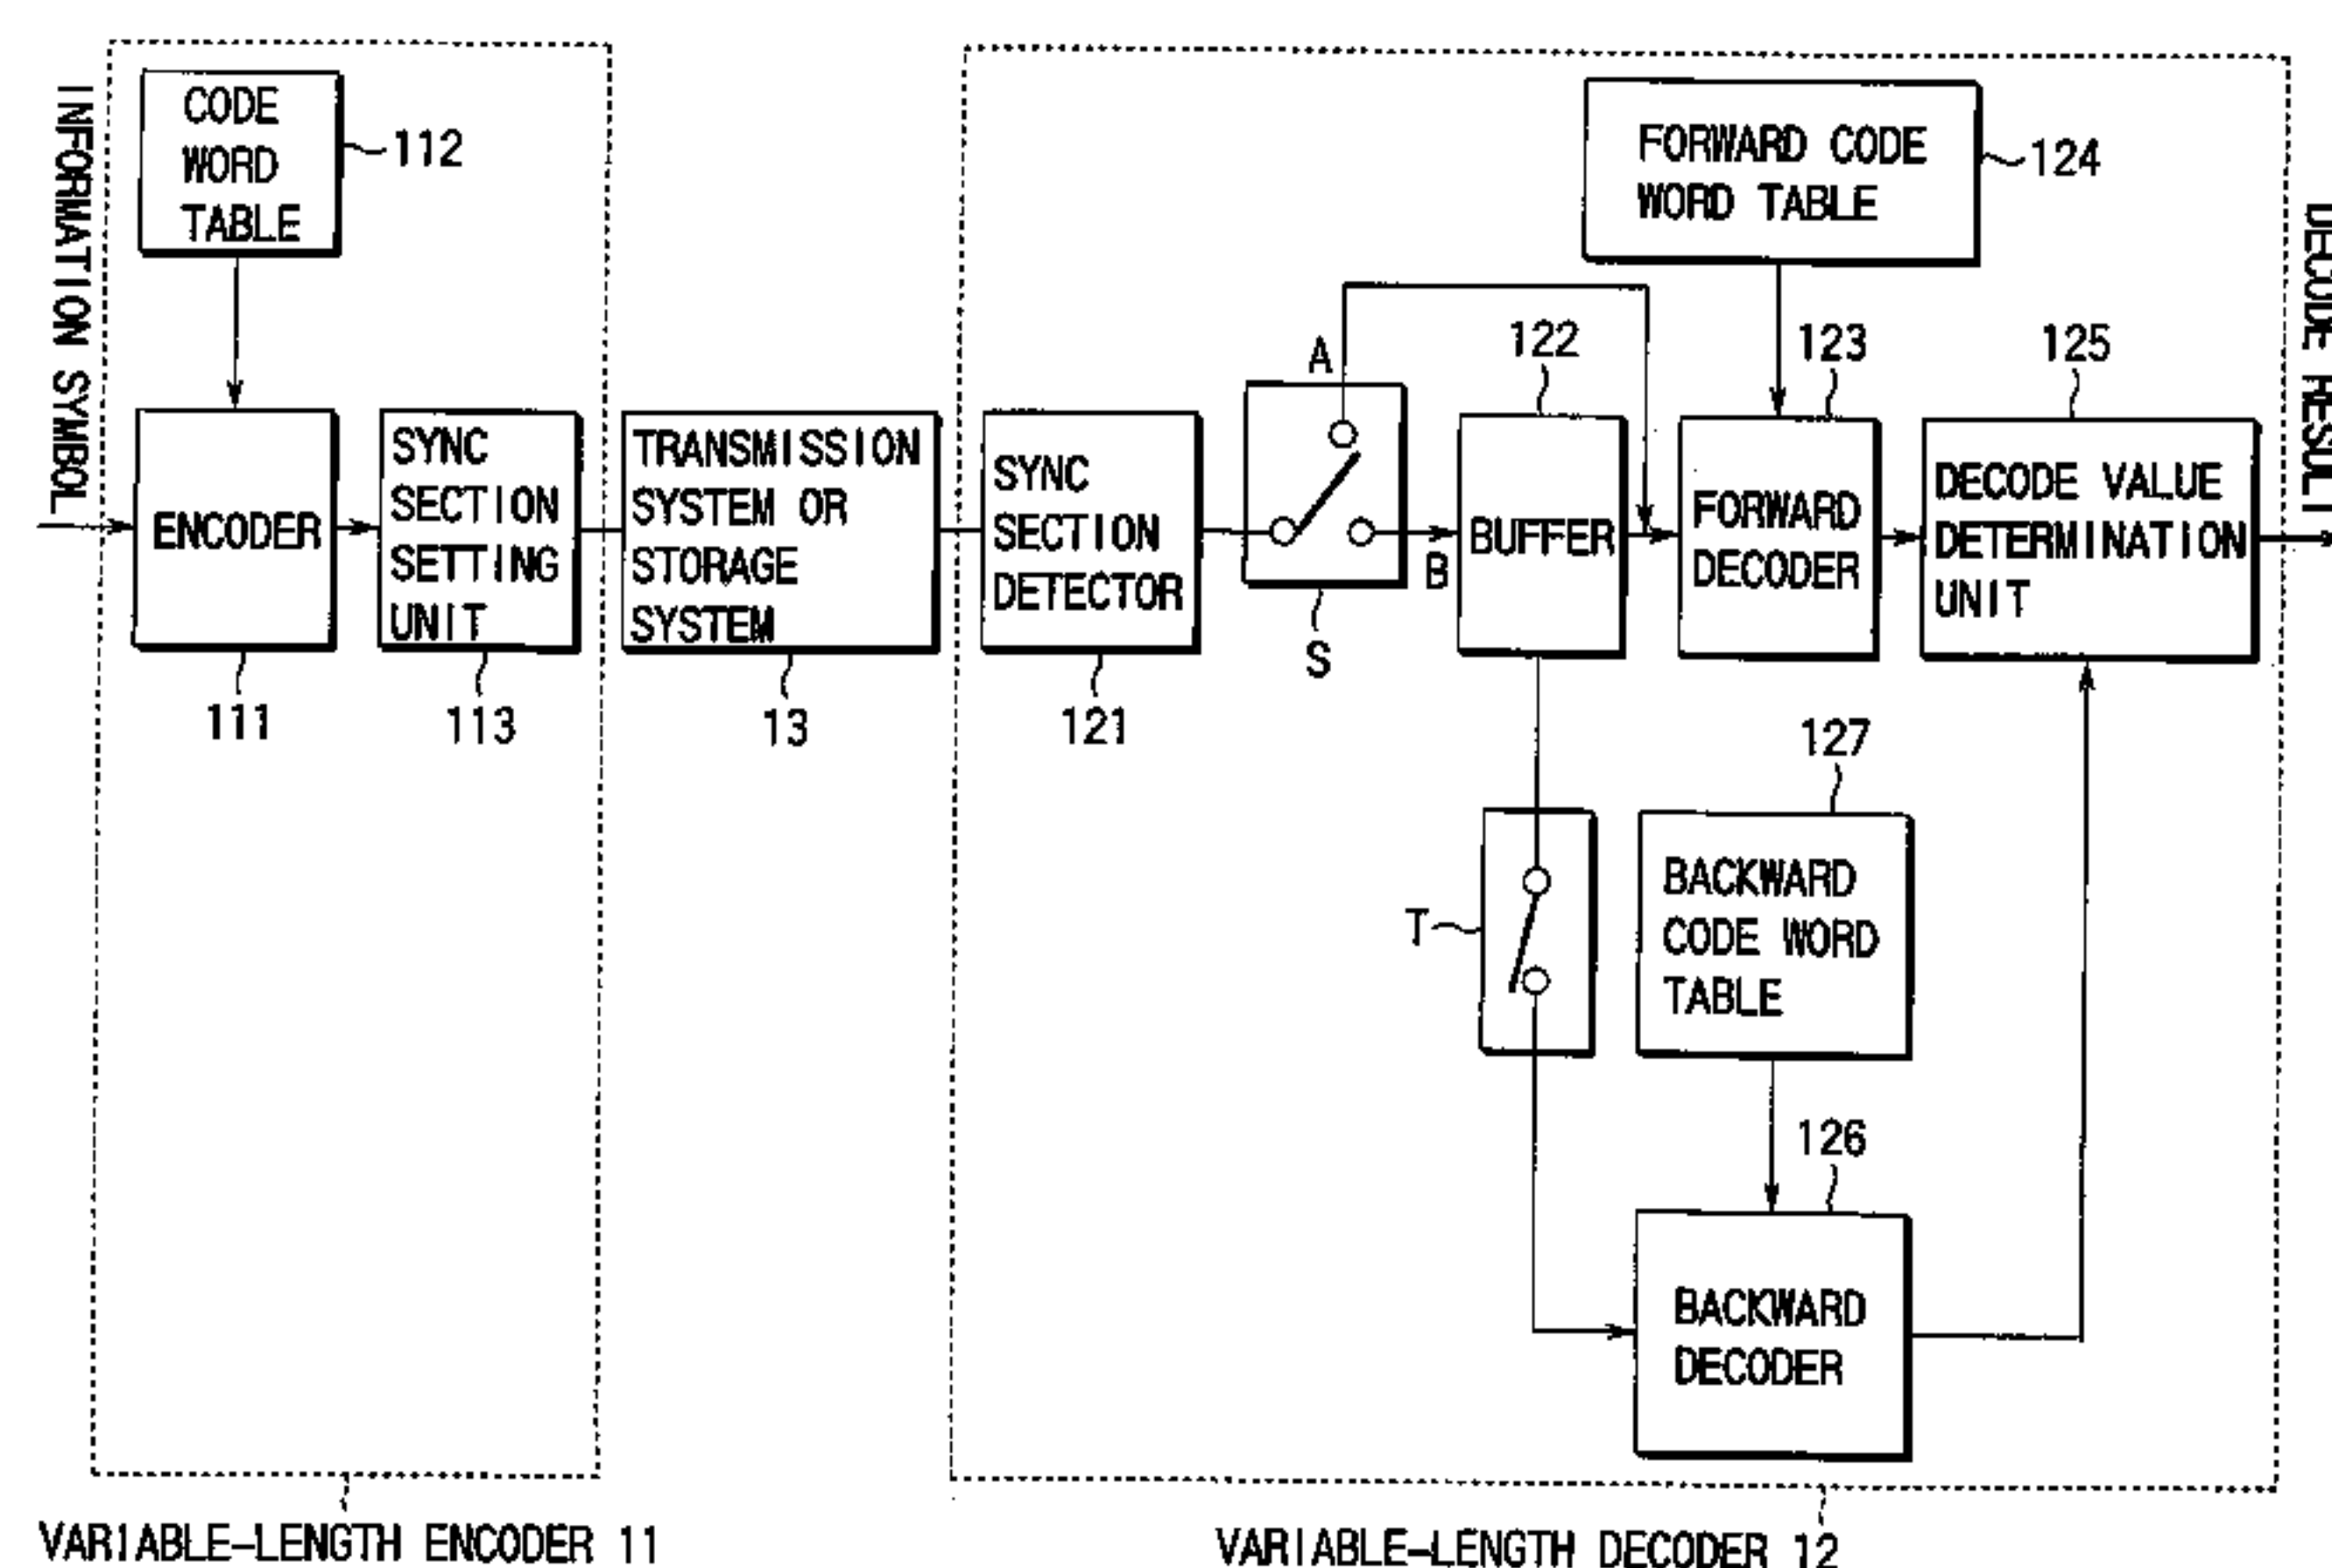 INFORMATION SYMBOL
CODE
WORD
TABLE
112
ENCODER
111
SYNC
SECTION
SETTING
UNIT
113
TRANSMISSION
SYSTEM OR
STORAGE
SYSTEM
13
SYNC
SECTION
DETECTOR
121
A
B
S
122
BUFFER
FORWARD CODE
WORD TABLE
124
123
FORWARD
DECODER
125
DECODE VALUE
DETERMINATION
UNIT
DECODE RESULT
T
127
BACKWARD
CODE WORD
TABLE
126
BACKWARD
DECODER
VARIABLE-LENGTH ENCODER 11
VARIABLE-LENGTH DECODER 12